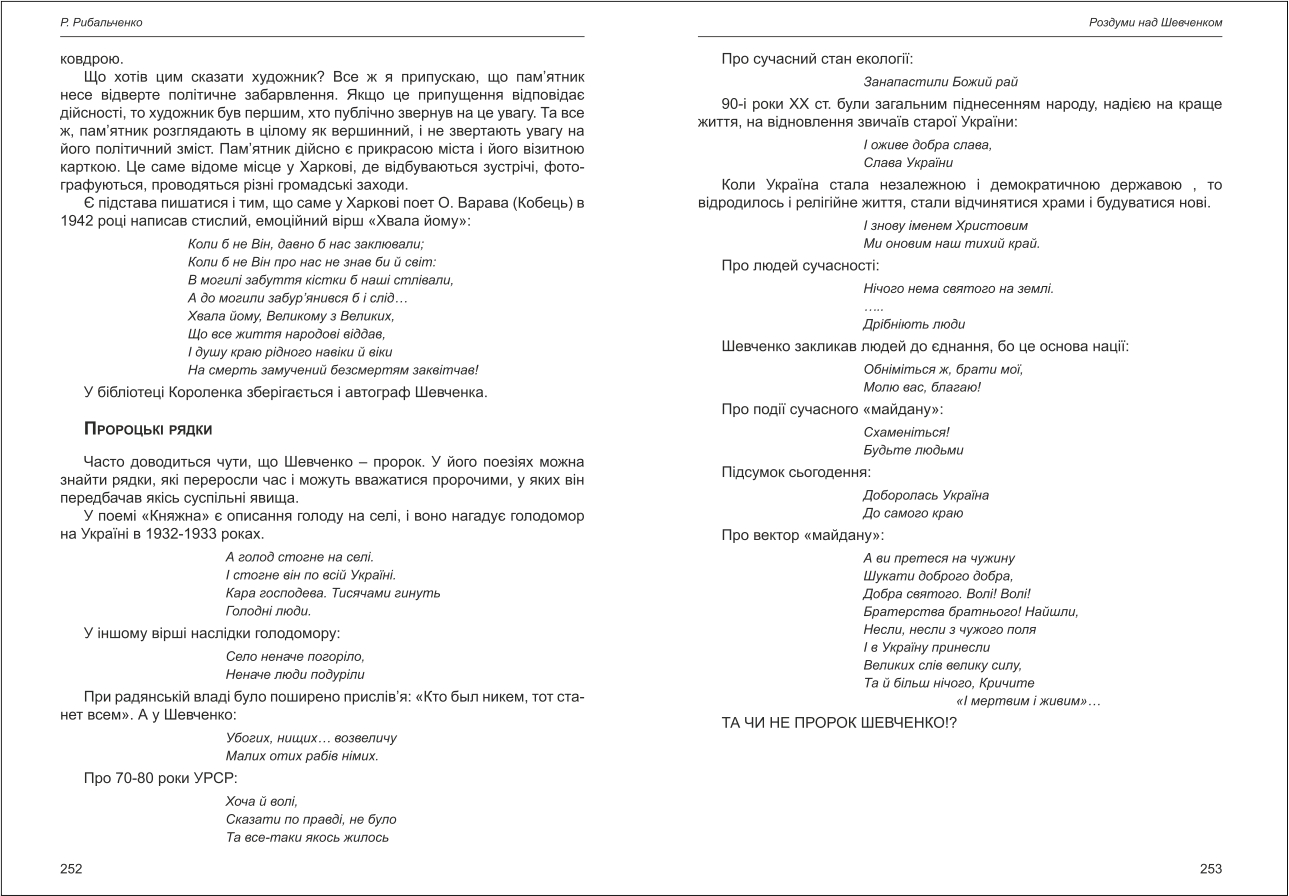 Р. Рибальченко
ковдрою.
Що хотів цим сказати художник? Все ж я припускаю, що пам’ятник
несе відверте політичне забарвлення. Якщо це припущення відповідає
дійсності, то художник був першим, хто публічно звернув на це увагу. Та все
ж, пам’ятник розглядають в цілому як вершинний, і не звертають увагу на
його політичний зміст. Пам’ятник дійсно є прикрасою міста і його візитною
карткою. Це саме відоме місце у Харкові, де відбуваються зустрічі, фото-
графуються, проводяться різні громадські заходи.
Є підстава пишатися і тим, що саме у Харкові поет О. Варава (Кобець) в
1942 році написав стислий, емоційний вірш «Хвала йому»:
Коли б не Він, давно б нас заклювали;
Коли б не Він про нас не знав би й світ:
В могилі забуття кістки б наші стлівали,
А до могили забур’янився б і слід…
Хвала йому, Великому з Великих,
Що все життя народові віддав,
І душу краю рідного навіки й віки
На смерть замучений безсмертям заквітчав!
У бібліотеці Короленка зберігається і автограф Шевченка.
Пророцькі рядки
Часто доводиться чути, що Шевченко – пророк. У його поезіях можна
знайти рядки, які переросли час і можуть вважатися пророчими, у яких він
передбачав якісь суспільні явища.
У поемі «Княжна» є описання голоду на селі, і воно нагадує голодомор
на Україні в 1932-1933 роках.
А голод стогне на селі.
І стогне він по всій Україні.
Кара господева. Тисячами гинуть
Голодні люди.
У іншому вірші наслідки голодомору:
Село неначе погоріло,
Неначе люди подуріли
При радянській владі було поширено прислів’я: «Кто был никем, тот ста-
нет всем». А у Шевченко:
Убогих, нищих… возвеличу
Малих отих рабів німих.
Про 70-80 роки УРСР:
Хоча й волі,
Сказати по правді, не було
Та все-таки якось жилось
252
Роздуми над Шевченком
Про сучасний стан екології:
Занапастили Божий рай
90-і роки ХХ ст. були загальним піднесенням народу, надією на краще
життя, на відновлення звичаїв старої України:
І оживе добра слава,
Слава України
Коли Україна стала незалежною і демократичною державою , то
відродилось і релігійне життя, стали відчинятися храми і будуватися нові.
І знову іменем Христовим
Ми оновим наш тихий край.
Про людей сучасності:
Нічого нема святого на землі.
…..
Дрібніють люди
Шевченко закликав людей до єднання, бо це основа нації:
Обніміться ж, брати мої,
Молю вас, благаю!
Про події сучасного «майдану»:
Схаменіться!
Будьте людьми
Підсумок сьогодення:
Доборолась Україна
До самого краю
Про вектор «майдану»:
А ви претеся на чужину
Шукати доброго добра,
Добра святого. Волі! Волі!
Братерства братнього! Найшли,
Несли, несли з чужого поля
І в Україну принесли
Великих слів велику силу,
Та й більш нічого, Кричите
«І мертвим і живим»…
ТА ЧИ НЕ ПРОРОК ШЕВЧЕНКО!?
253